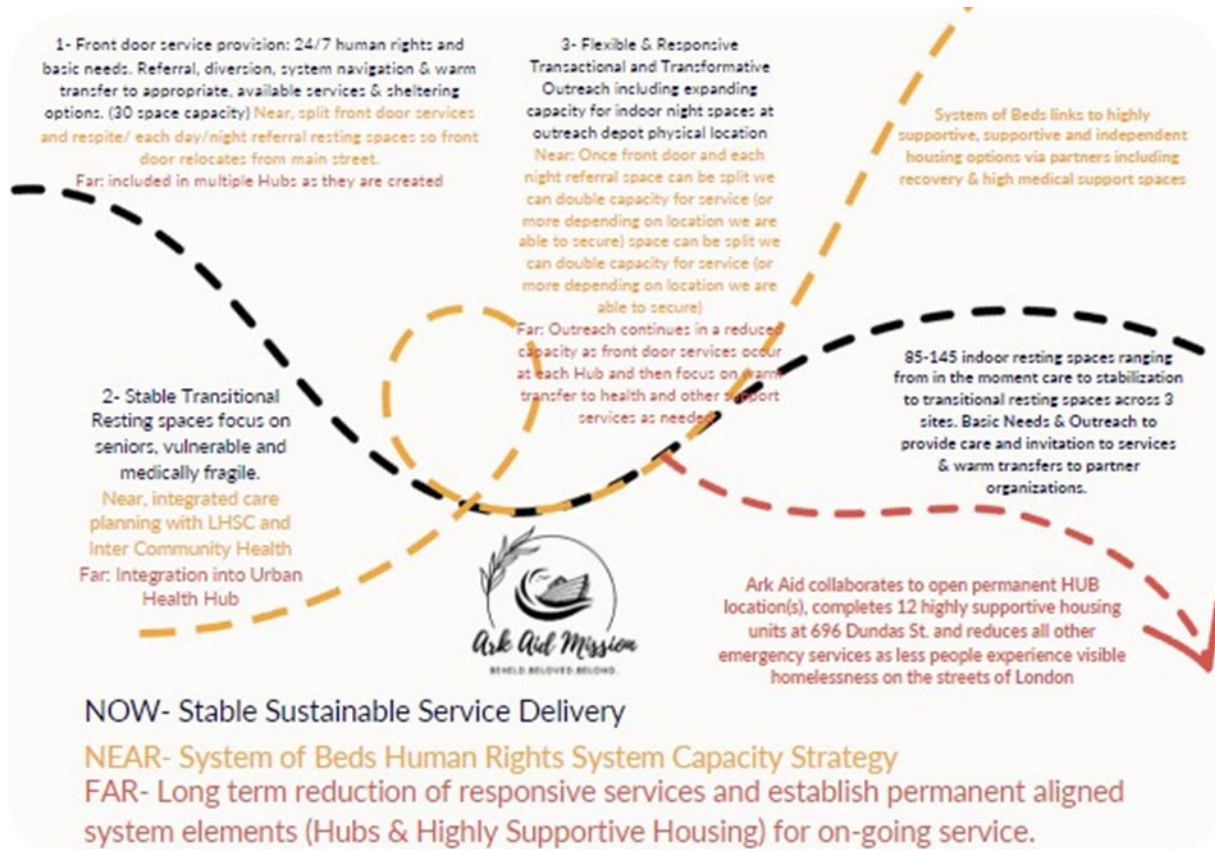 1- Front door service provision: 24/7 human rights and
basic needs. Referral, diversion, system navigation & warm
transfer to appropriate, available services & sheltering
options. (30 space capacity) Near, split front door services
and respite/ each day/night referral resting spaces so front
door relocates from main street.
Far: included in multiple Hubs as they are created
2- Stable Transitional
Resting spaces focus on
seniors, vulnerable and
medically fragile.
Near, integrated care
planning with LHSC and
Inter Community Health
Far: Integration into Urban
Health Hub
3- Flexible & Responsive
Transactional and Transformative
Outreach including expanding
capacity for indoor night spaces at
outreach depot physical location
Near: Once front door and each
night referral space can be split we
can double capacity for service (or
more depending on location we are
able to secure) space can be split we
can double capacity for service (or
more depending on location we are
able to secure)
Far: Outreach continues in a reduced
capacity as front door services occur
at each Hub and then focus on warm
transfer to health and other support
services as needed
System of Beds links to highly
supportive, supportive and independent
housing options via partners including
recovery & high medical support spaces
85-145 indoor resting spaces ranging
from in the moment care to stabilization
to transitional resting spaces across 3
sites. Basic Needs & Outreach to
provide care and invitation to services
& warm transfers to partner
organizations.
Ark Aid collaborates to open permanent HUB
location(s), completes 12 highly supportive housing
units at 696 Dundas St. and reduces all other
emergency services as less people experience visible
homelessness on the streets of London
Ark Aid Mission
BEHELD.BELOVED.BELONG.
NOW- Stable Sustainable Service Delivery
NEAR- System of Beds Human Rights System Capacity Strategy
FAR- Long term reduction of responsive services and establish permanent aligned
system elements (Hubs & Highly Supportive Housing) for on-going service.